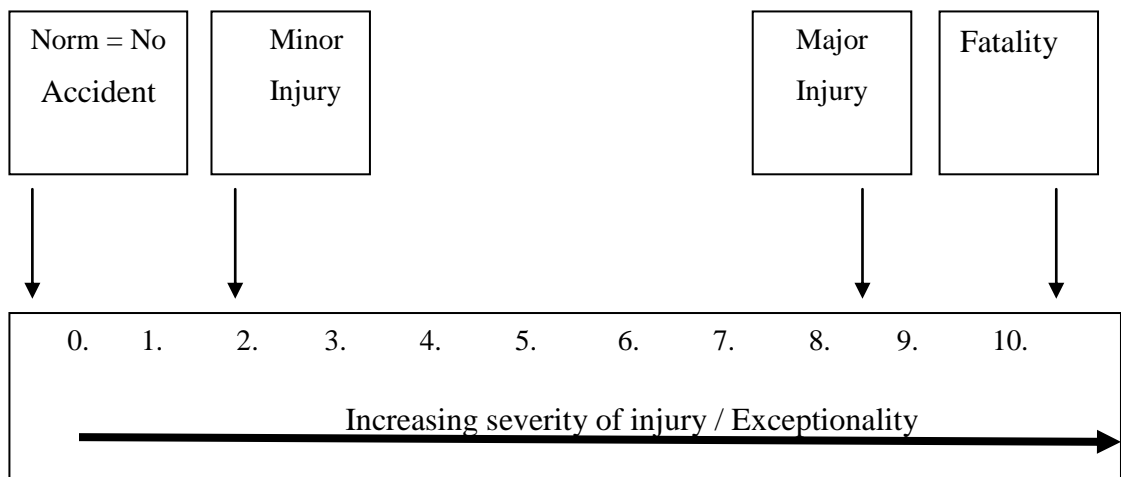 Norm = No
Accident
Minor
Injury
Major
Injury
Fatality
0. 1. 2. 3. 4. 5. 6. 7. 8. 9. 10.
Increasing severity of injury / Exceptionality